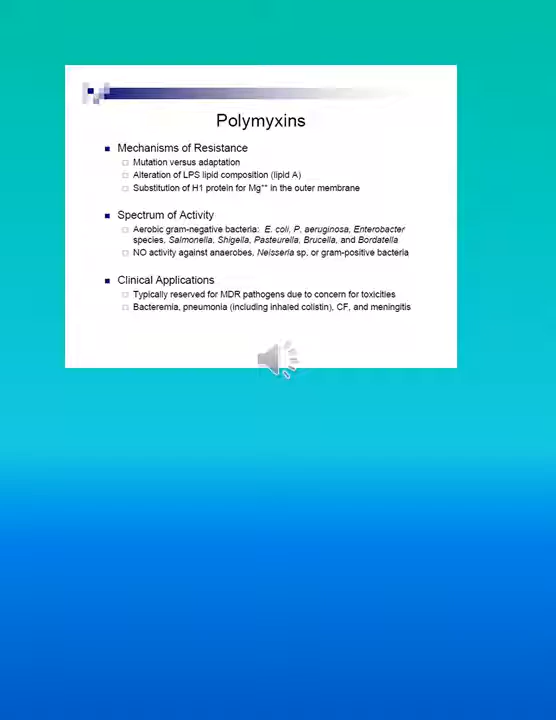 Polymyxins
Mechanisms of Resistance
Mutation versus adaptation
Alteration of LPS lipid composition (lipid A)
Substitution of H1 protein for Mg⁺⁺ in the outer membrane
Spectrum of Activity
Aerobic gram-negative bacteria: E. coli, P. aeruginosa, Enterobacter
species, Salmonella, Shigella, Pasteurella, Brucella, and Bordatella
NO activity against anaerobes, Neisseria sp. or gram-positive bacteria
Clinical Applications
Typically reserved for MDR pathogens due to concern for toxicities
Bacteremia, pneumonia (including inhaled colistin), CF, and meningitis